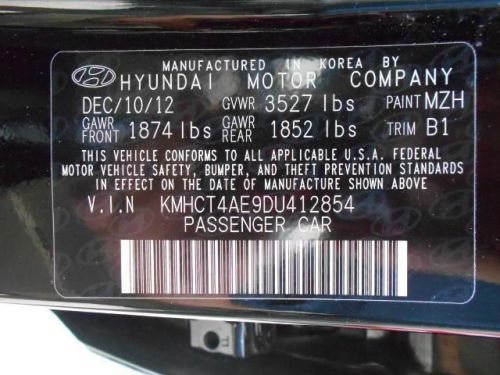 MANUFACTURED IN KOREA BY
HYUNDAI MOTOR COMPANY
DEC/10/12 GVWR 3527 lbs PAINT MZH
GAWR FRONT 1874 lbs GAWR REAR 1852 lbs TRIM B1
THIS VEHICLE CONFORMS TO ALL APPLICABLE U.S.A. FEDERAL
MOTOR VEHICLE SAFETY, BUMPER, AND THEFT PREVENTION STANDARDS
IN EFFECT ON THE DATE OF MANUFACTURE SHOWN ABOVE.
V.I.N KMHCT4AE9DU412854
PASSENGER CAR